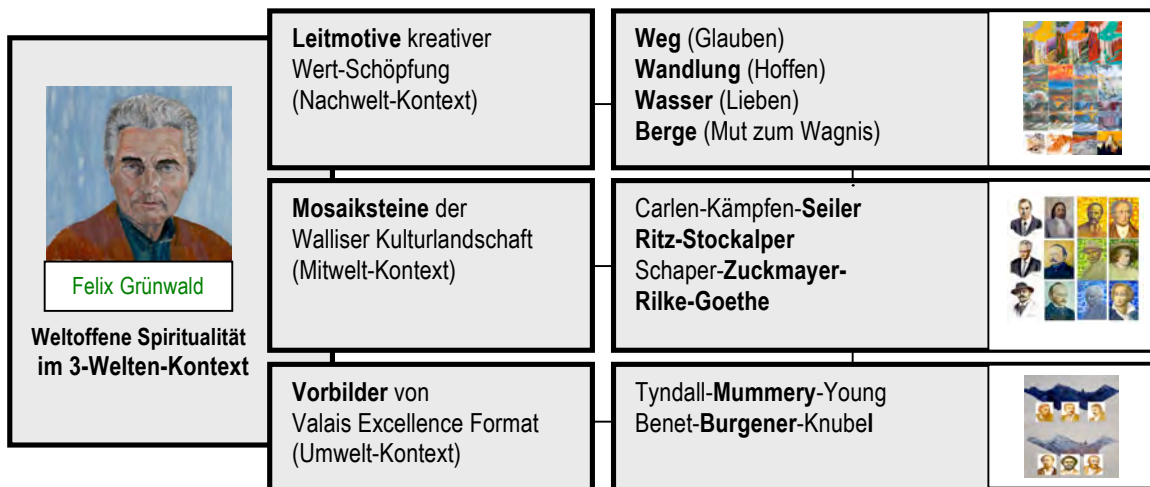 Felix Grünwald
Weltoffene Spiritualität
im 3-Welten-Kontext
Leitmotive kreativer
Wert-Schöpfung
(Nachwelt-Kontext)
Weg (Glauben)
Wandlung (Hoffen)
Wasser (Lieben)
Berge (Mut zum Wagnis)
Mosaiksteine der
Walliser Kulturlandschaft
(Mitwelt-Kontext)
Carlen-Kämpfen-Seiler
Ritz-Stockalper
Schaper-Zuckmayer-
Rilke-Goethe
Vorbilder von
Valais Excellence Format
(Umwelt-Kontext)
Tyndall-Mummery-Young
Benet-Burgener-Knubel